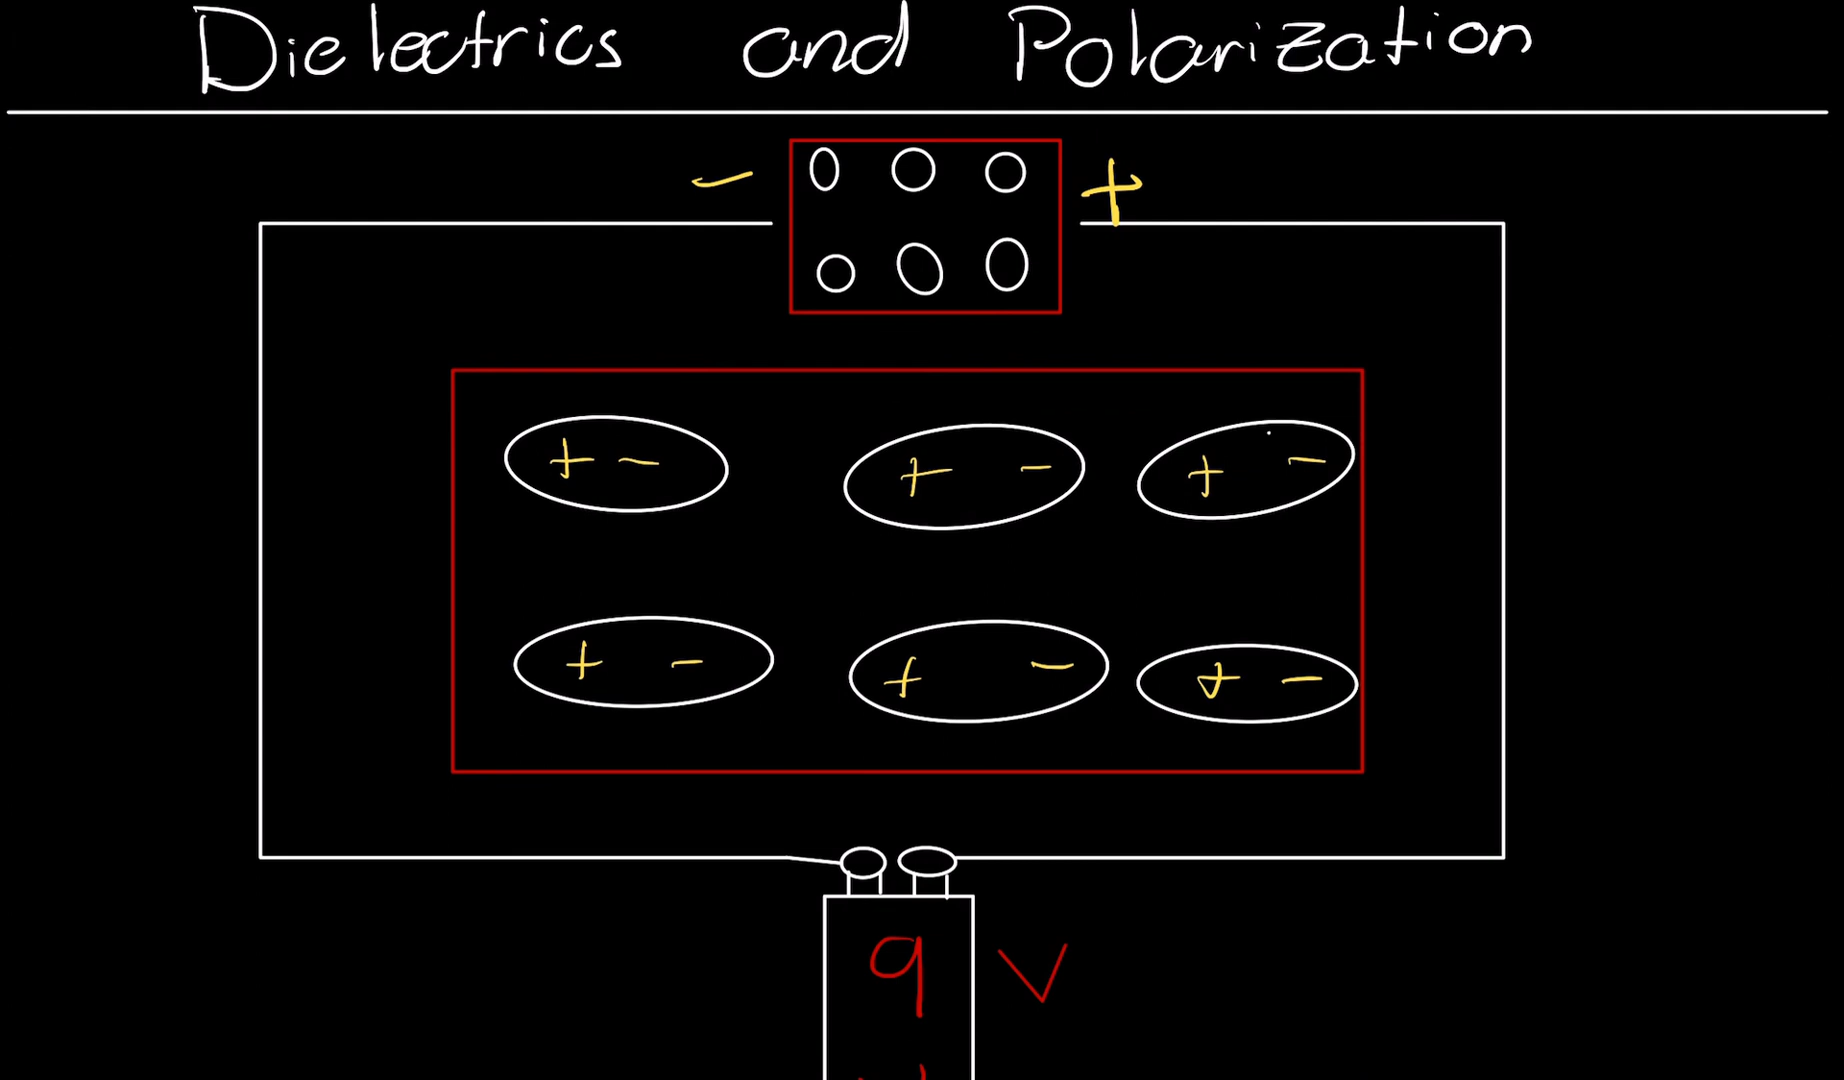 Dielectrics and Polarization
- +
+ - + - + -
+ - + - + -
9 V